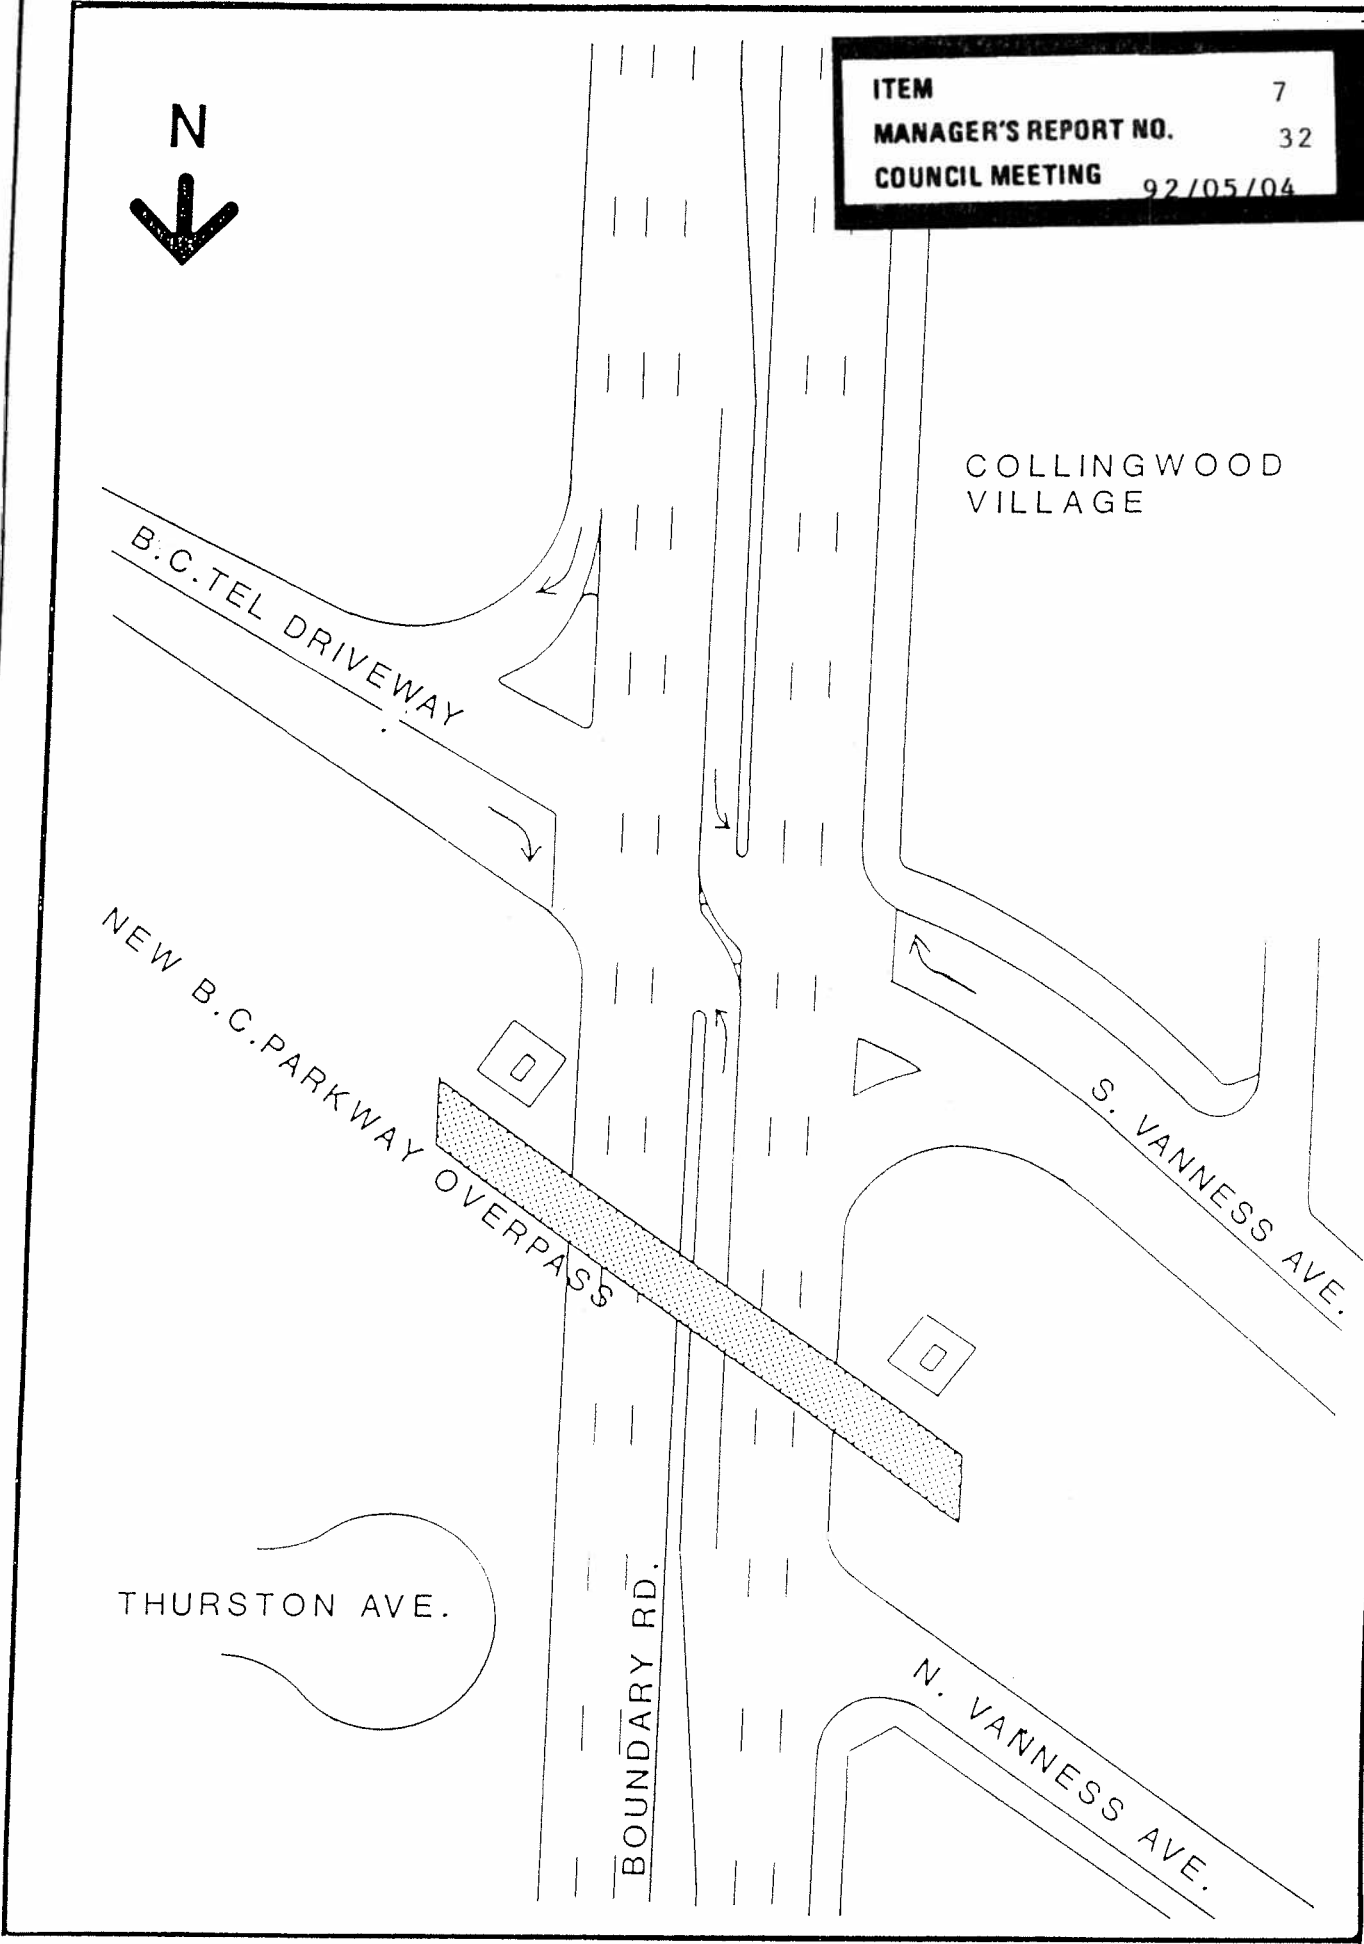 N
ITEM 7
MANAGER'S REPORT NO. 32
COUNCIL MEETING 92/05/04
COLLINGWOOD
VILLAGE
B.C.TEL DRIVEWAY
NEW B.C.PARKWAY OVERPASS
S. VANNESS AVE.
THURSTON AVE.
BOUNDARY RD.
N. VANNESS AVE.